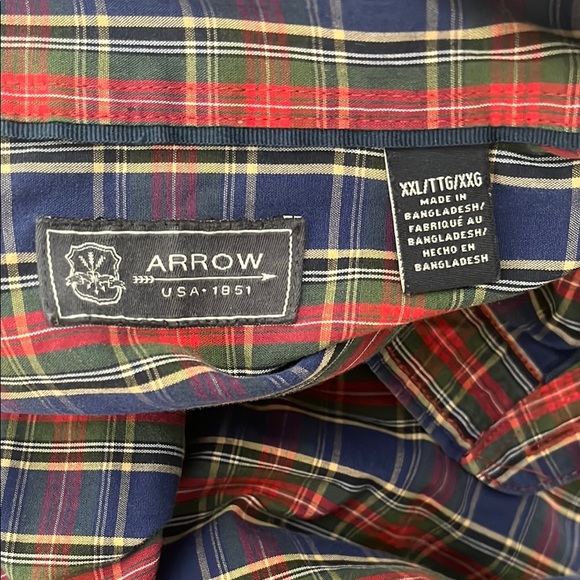 ARROW
USA · 1851
XXL/TTG/XXG
MADE IN
BANGLADESH/
FABRIQUÉ AU
BANGLADESH/
HECHO EN
BANGLADESH